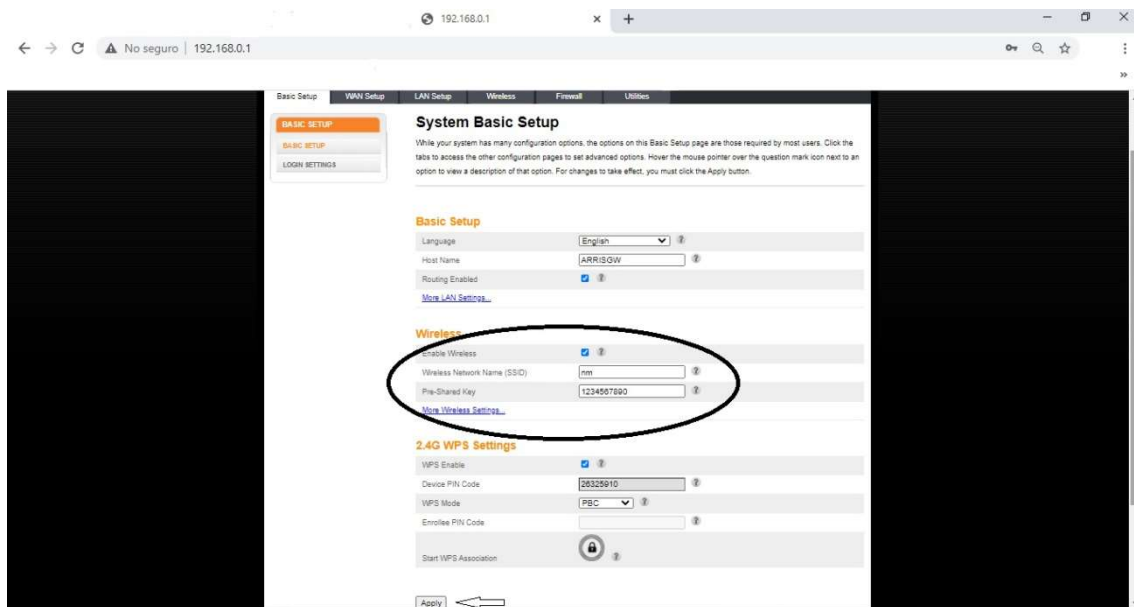 192.168.0.1
No seguro | 192.168.0.1
Basic Setup WAN Setup LAN Setup Wireless Firewall Utilities
BASIC SETUP
BASIC SETUP
LOGIN SETTINGS
System Basic Setup
While your system has many configuration options, the options on this Basic Setup page are those required by most users. Click the
tabs to access the other configuration pages to set advanced options. Hover the mouse pointer over the question mark icon next to an
option to view a description of that option. For changes to take effect, you must click the Apply button.
Basic Setup
Language English
Host Name ARRISGW
Routing Enabled
More LAN Settings...
Wireless
Enable Wireless
Wireless Network Name (SSID) nm
Pre-Shared Key 1234567890
More Wireless Settings...
2.4G WPS Settings
WPS Enable
Device PIN Code 26325910
WPS Mode PBC
Enrollee PIN Code
Start WPS Association
Apply